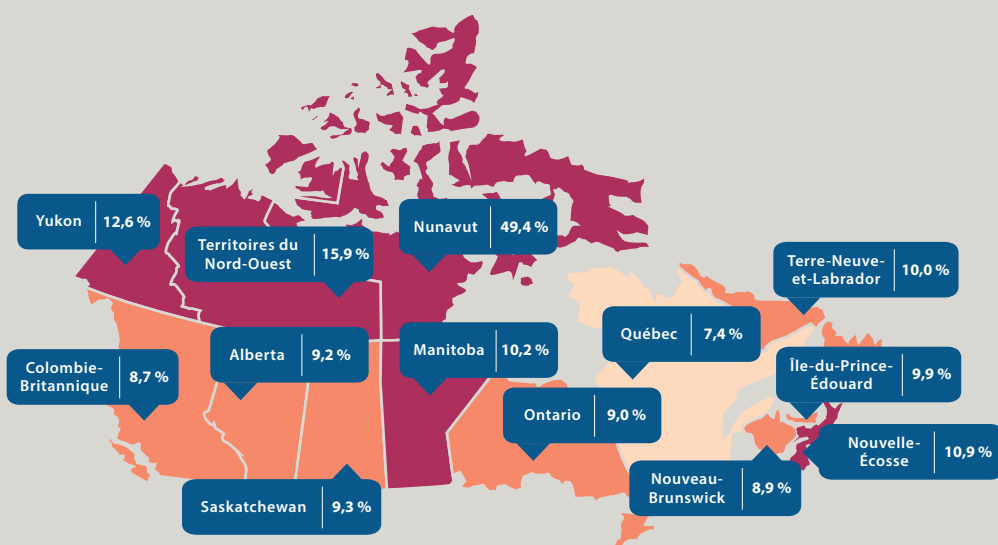 Yukon 12,6 %
Territoires du
Nord-Ouest 15,9 %
Nunavut 49,4 %
Terre-Neuve-
et-Labrador 10,0 %
Colombie-
Britannique 8,7 %
Alberta 9,2 %
Manitoba 10,2 %
Québec 7,4 %
Île-du-Prince-
Édouard 9,9 %
Ontario 9,0 %
Nouvelle-
Écosse 10,9 %
Saskatchewan 9,3 %
Nouveau-
Brunswick 8,9 %